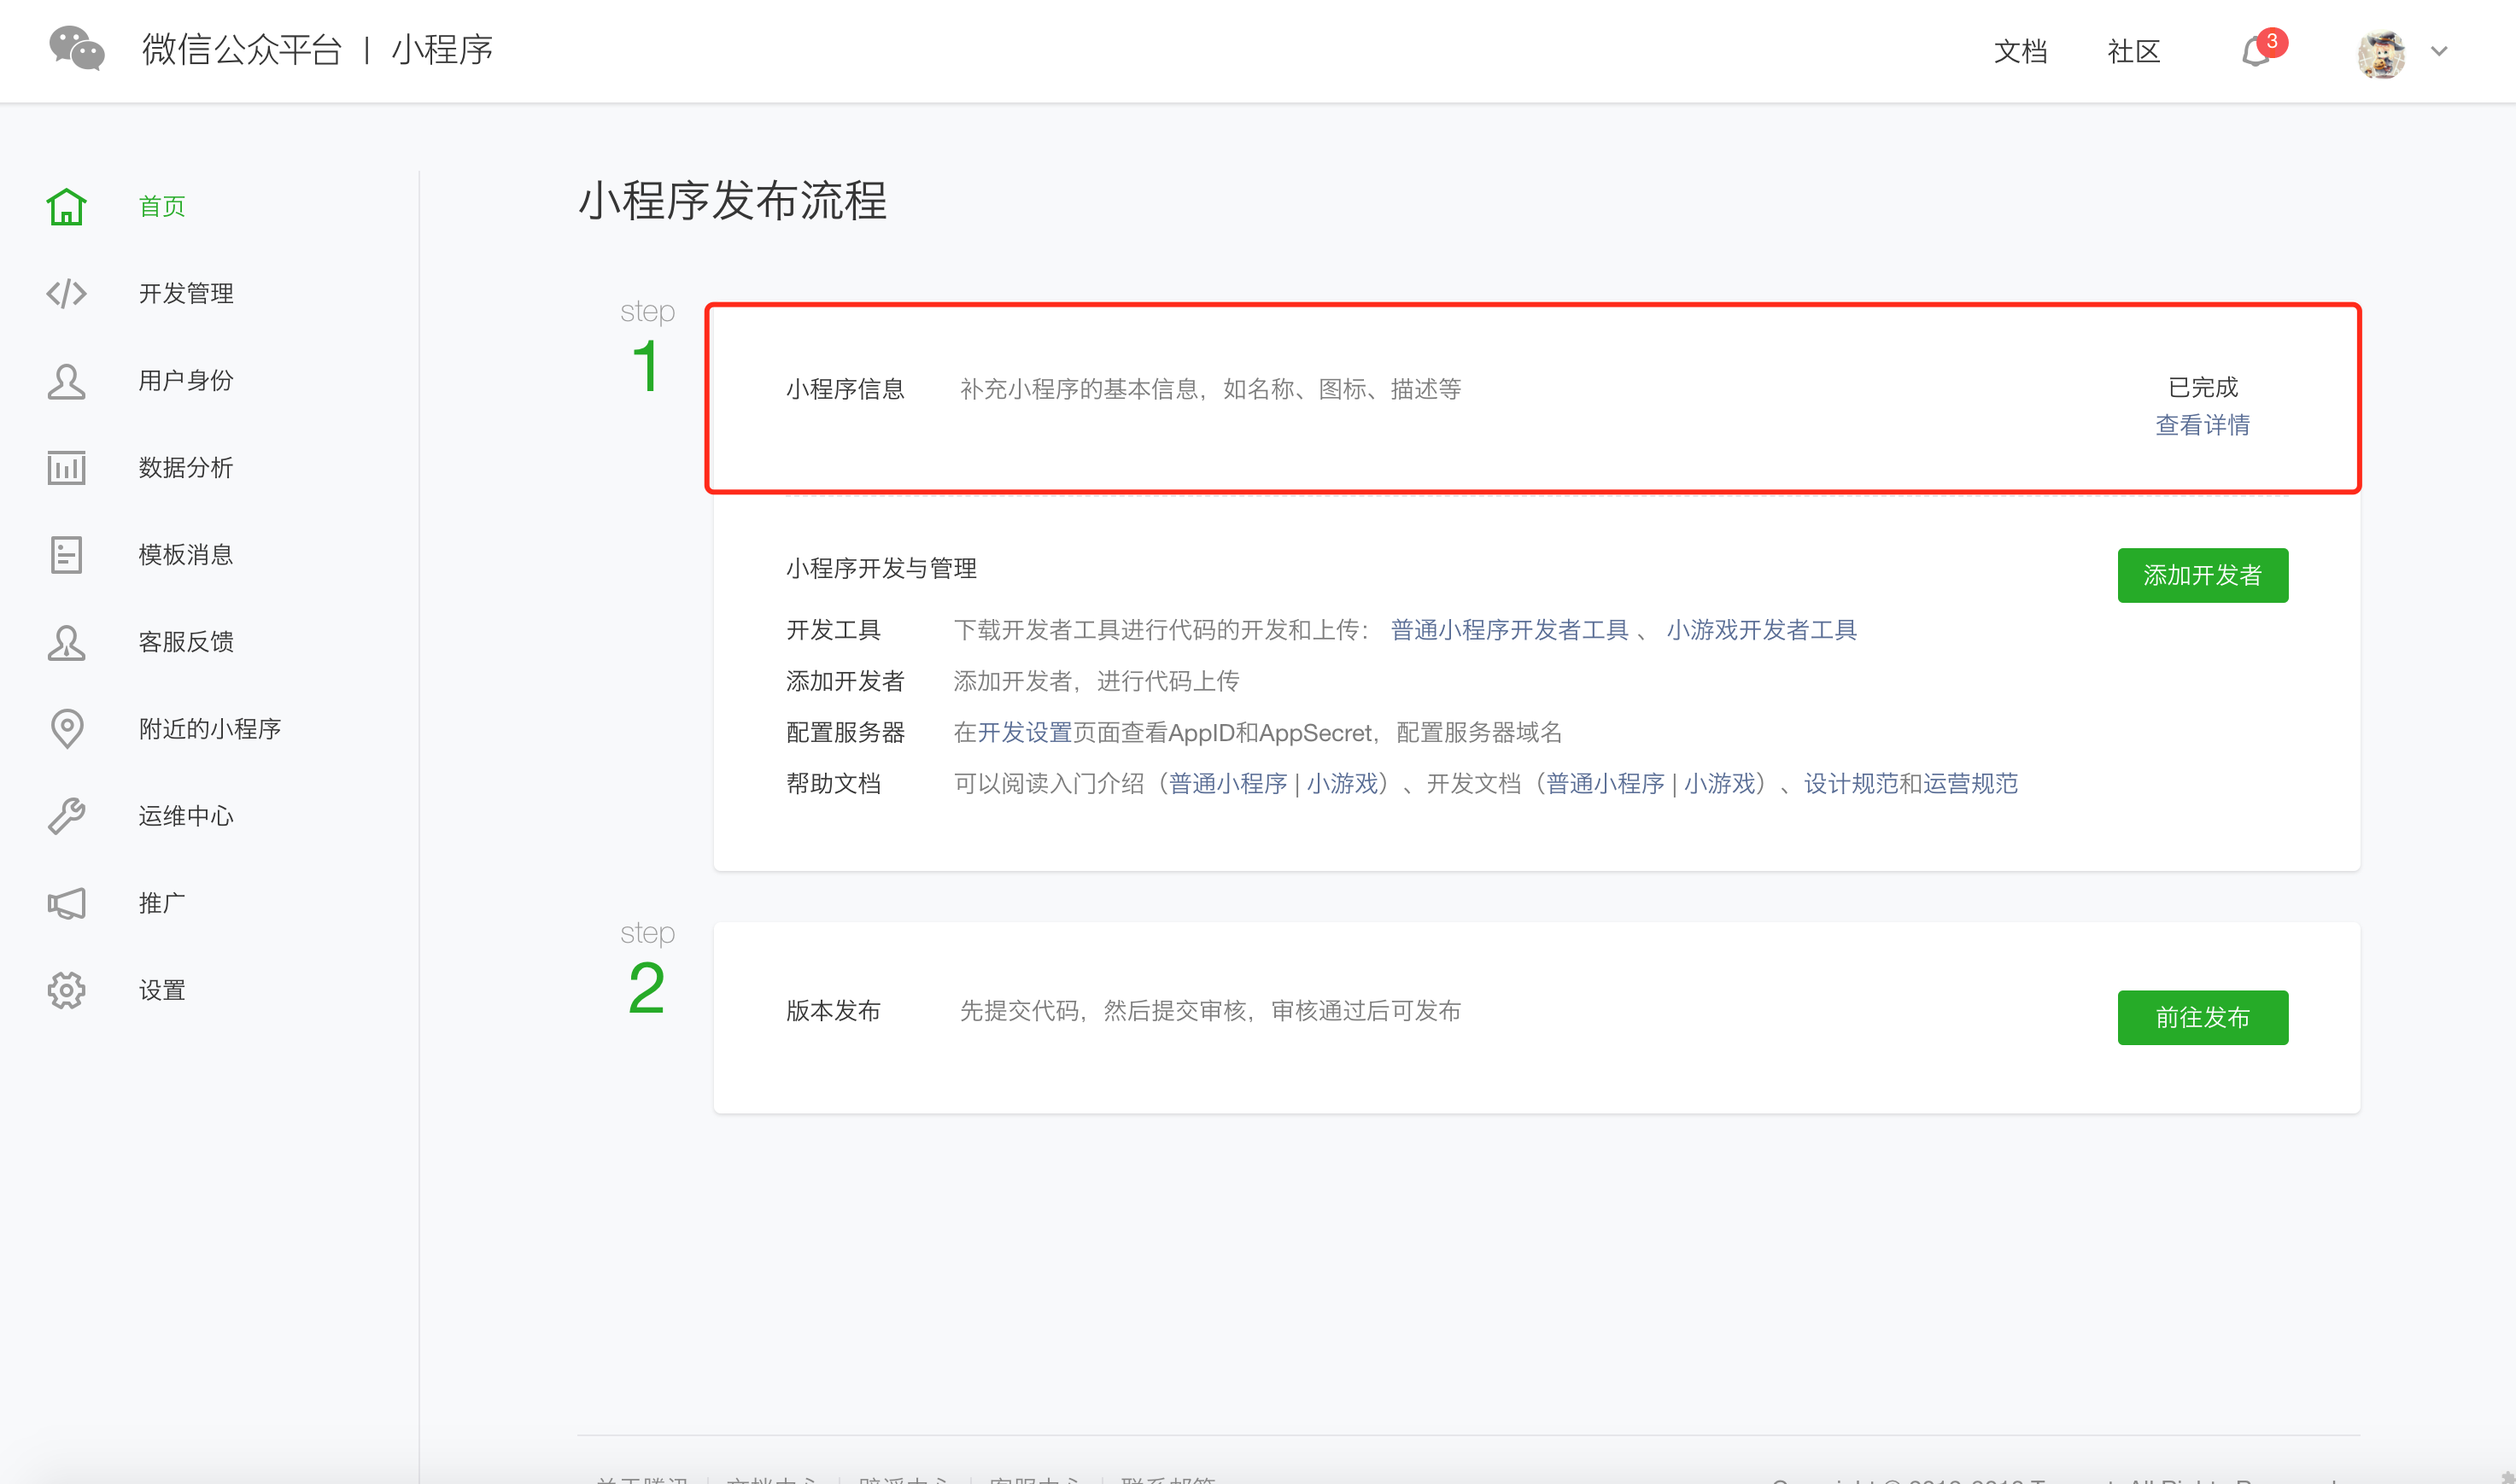 微信公众平台 | 小程序
文档
社区
3
首页
开发管理
用户身份
数据分析
模板消息
客服反馈
附近的小程序
运维中心
推广
设置
小程序发布流程
step
1
小程序信息 补充小程序的基本信息，如名称、图标、描述等
已完成
查看详情
小程序开发与管理
添加开发者
开发工具 下载开发者工具进行代码的开发和上传： 普通小程序开发者工具 、 小游戏开发者工具
添加开发者 添加开发者，进行代码上传
配置服务器 在开发设置页面查看AppID和AppSecret，配置服务器域名
帮助文档 可以阅读入门介绍（普通小程序 | 小游戏）、开发文档（普通小程序 | 小游戏）、设计规范和运营规范
step
2
版本发布 先提交代码，然后提交审核，审核通过后可发布
前往发布